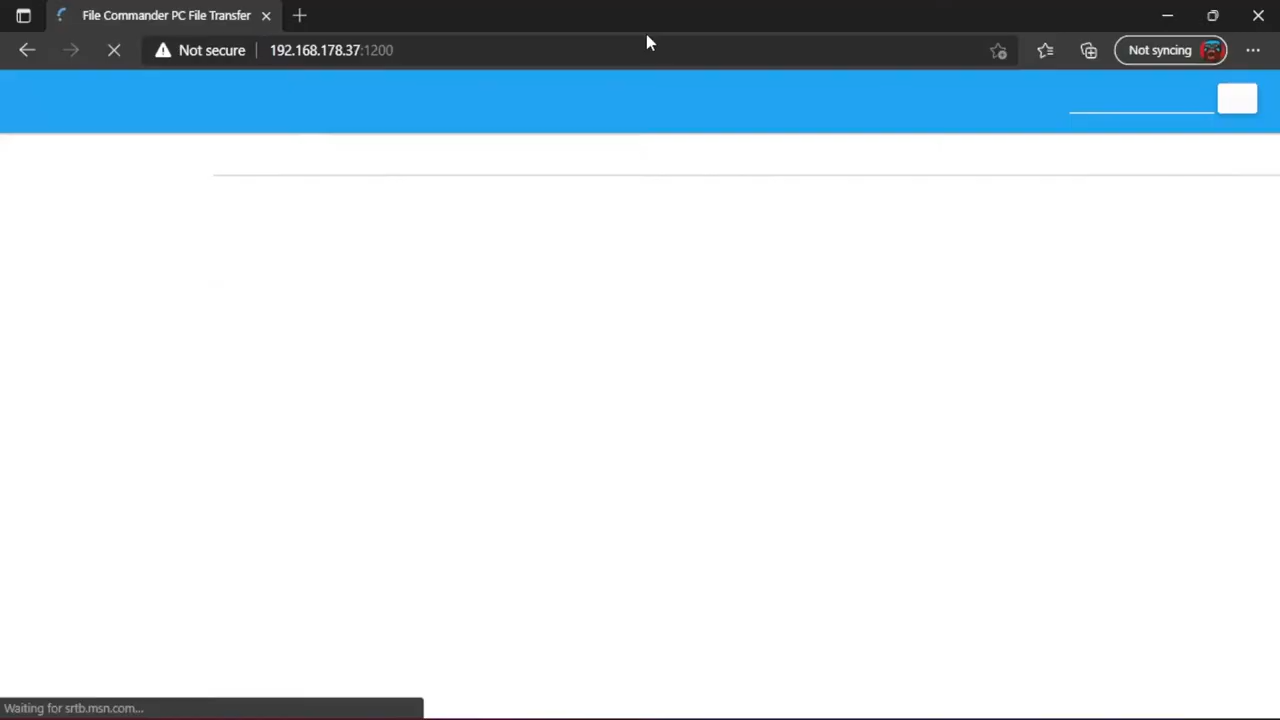 File Commander PC File Transfer
Not secure
192.168.178.37:1200
Not syncing
Waiting for srtb.msn.com...